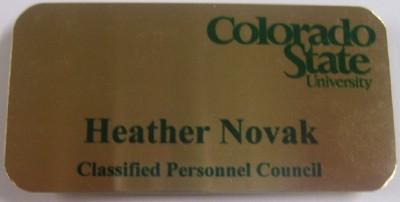 Colorado
State
University
Heather Novak
Classified Personnel Council